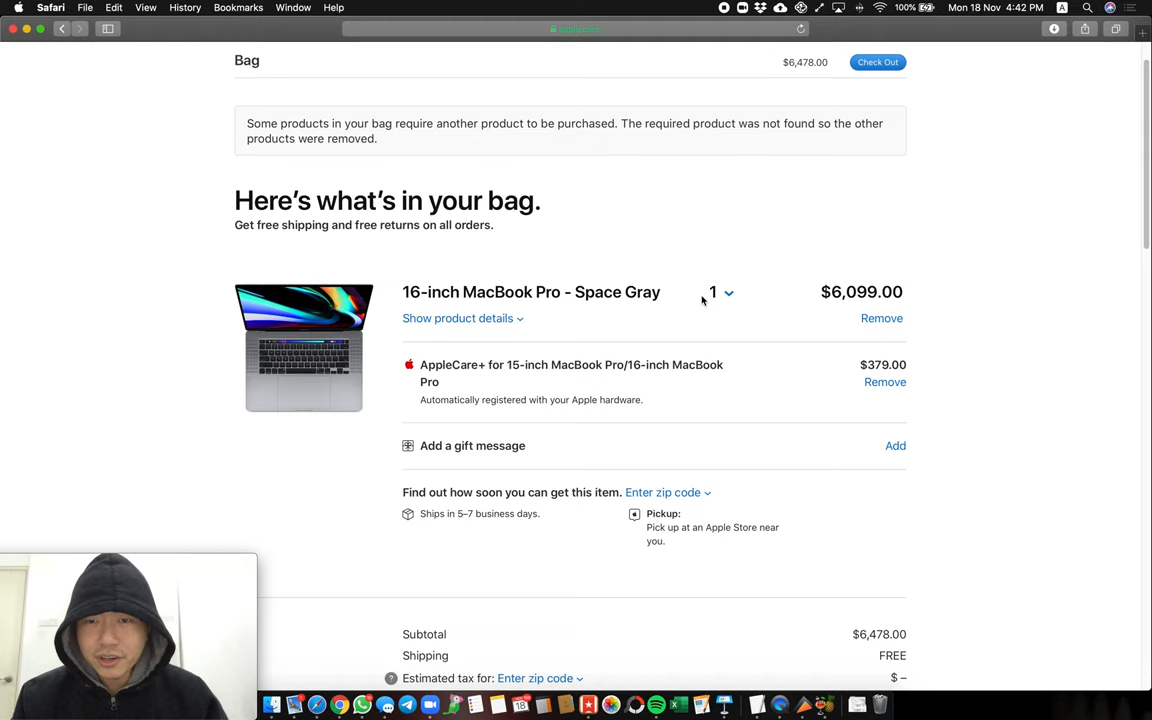 Safari File Edit View History Bookmarks Window Help 100% Mon 18 Nov 4:42 PM A
apple.com
Bag $6,478.00 Check Out
Some products in your bag require another product to be purchased. The required product was not found so the other
products were removed.
Here's what's in your bag.
Get free shipping and free returns on all orders.
16-inch MacBook Pro - Space Gray 1 $6,099.00
Show product details Remove
AppleCare+ for 15-inch MacBook Pro/16-inch MacBook
Pro
$379.00
Remove
Automatically registered with your Apple hardware.
Add a gift message Add
Find out how soon you can get this item. Enter zip code
Ships in 5–7 business days.
Pickup:
Pick up at an Apple Store near
you.
Subtotal $6,478.00
Shipping FREE
? Estimated tax for: Enter zip code $ –
18